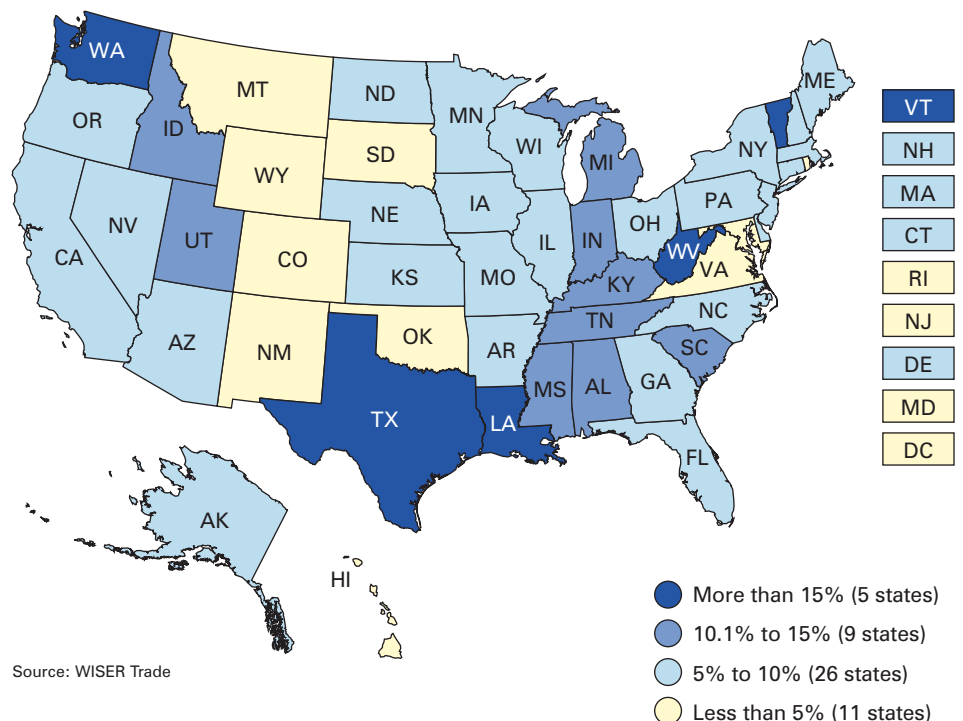 WA
MT
ND
MN
ME
OR
ID
WI
MI
NY
SD
WY
IA
PA
NE
NV
UT
IL
IN
OH
CA
CO
WV
VA
KS
MO
KY
NC
TN
AZ
NM
OK
AR
SC
MS
AL
GA
TX
LA
FL
AK
HI
VT
NH
MA
CT
RI
NJ
DE
MD
DC
More than 15% (5 states)
10.1% to 15% (9 states)
5% to 10% (26 states)
Less than 5% (11 states)
Source: WISER Trade